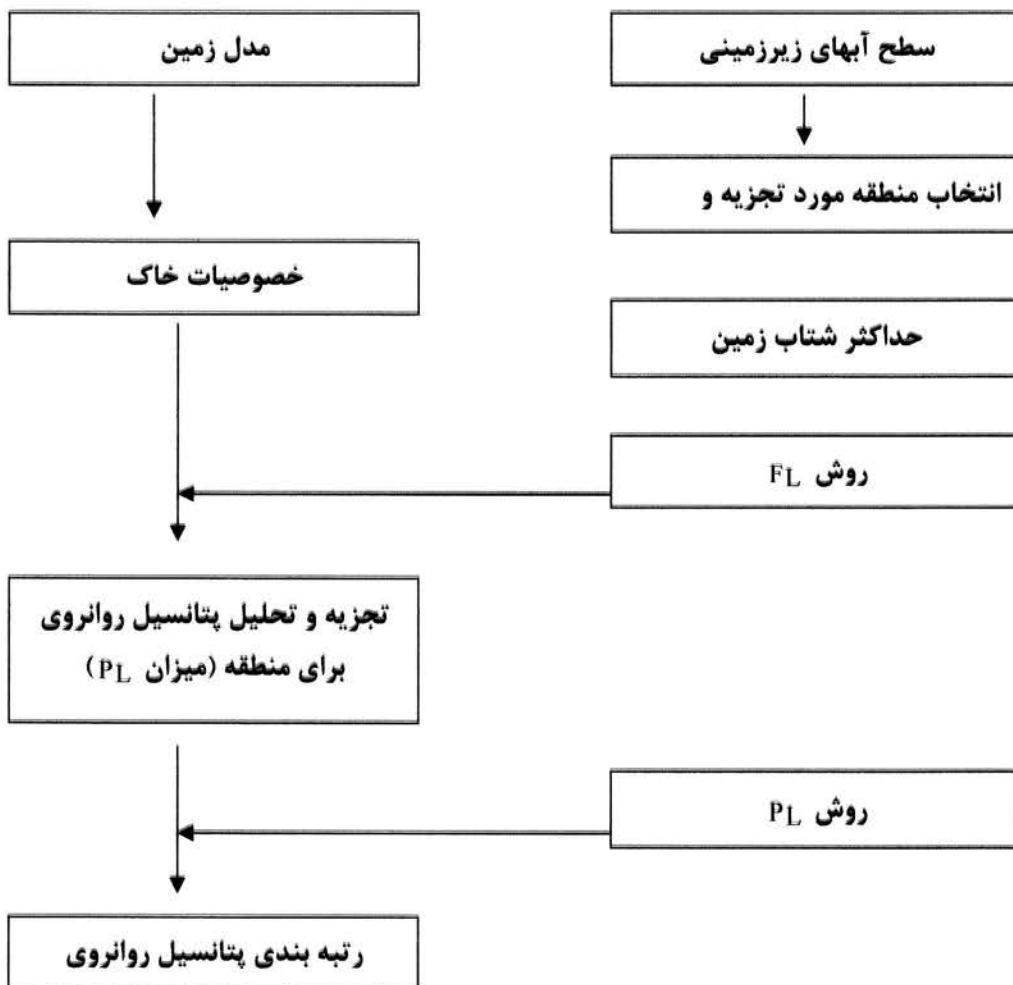 مدل زمین
سطح آبهای زیرزمینی
انتخاب منطقه مورد تجزیه و
خصوصیات خاک
حداکثر شتاب زمین
روش FL
تجزیه و تحلیل پتانسیل روانروی
برای منطقه (میزان PL)
روش PL
رتبه بندی پتانسیل روانروی